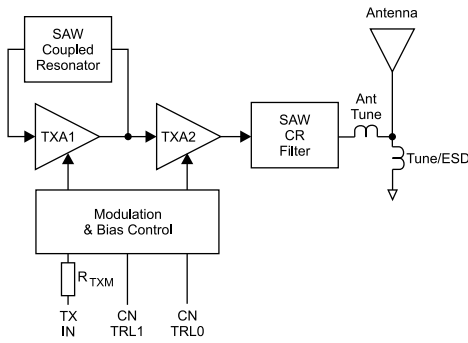 SAW
Coupled
Resonator
Antenna
TXA1
TXA2
SAW
CR
Filter
Ant
Tune
Tune/ESD
Modulation
& Bias Control
RTXM
TX
IN
CN
TRL1
CN
TRL0